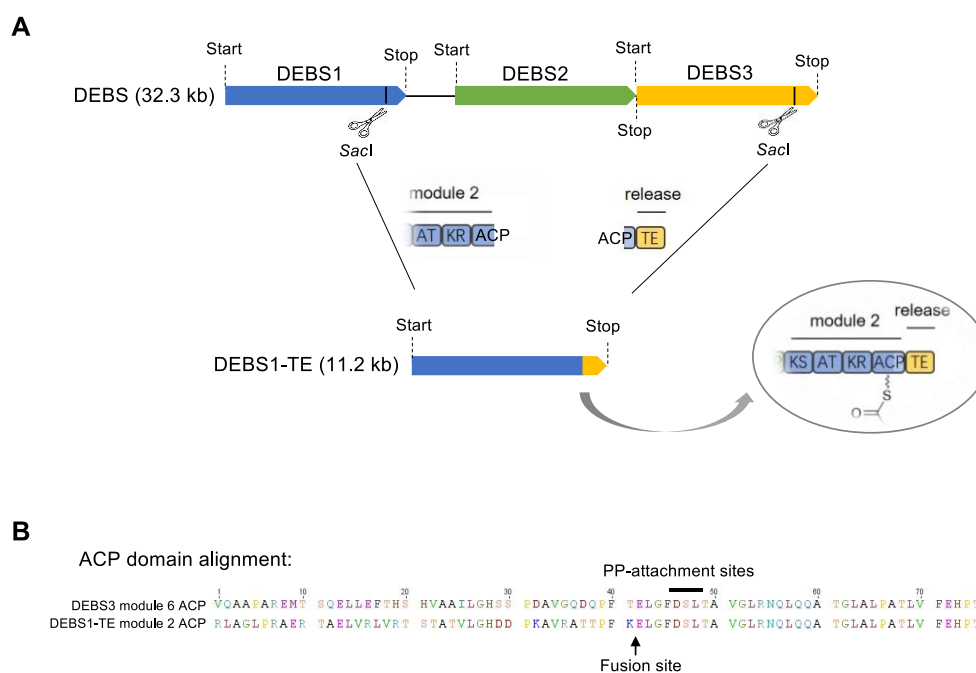 A
Start
Stop
Start
Start
Stop
DEBS1
DEBS2
DEBS3
DEBS (32.3 kb)
Stop
SacI
SacI
module 2
release
AT KR ACP
ACP TE
Start
Stop
release
module 2
DEBS1-TE (11.2 kb)
P KS AT KR ACP TE
S
O
B
ACP domain alignment:
PP-attachment sites
1 10 20 30 40 50 60 70
DEBS3 module 6 ACP VQAAPAREMT SQELLEFTHS HVAAILGHSS PDAVGQDQPF TELGFDSLTA VGLRNQLQQA TGLALPATLV FEHPT
DEBS1-TE module 2 ACP RLAGLPRAER TAELVRLVRT STATVLGHDD PKAVRATTPF KELGFDSLTA VGLRNQLQQA TGLALPATLV FEHPT
Fusion site